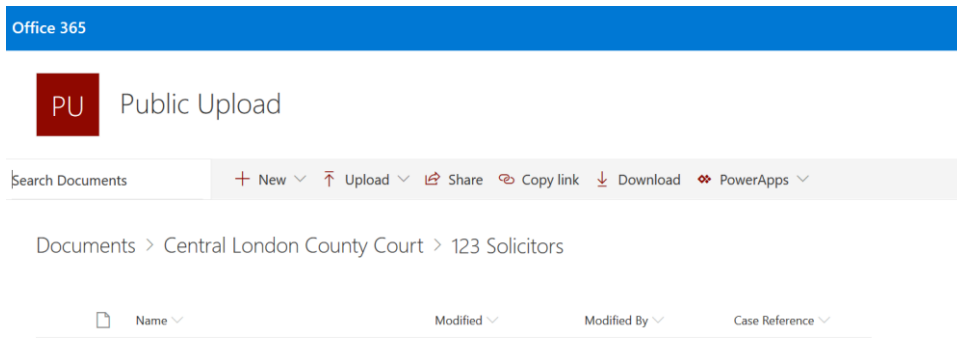 Office 365
PU Public Upload
Search Documents New Upload Share Copy link Download PowerApps
Documents > Central London County Court > 123 Solicitors
Name Modified Modified By Case Reference